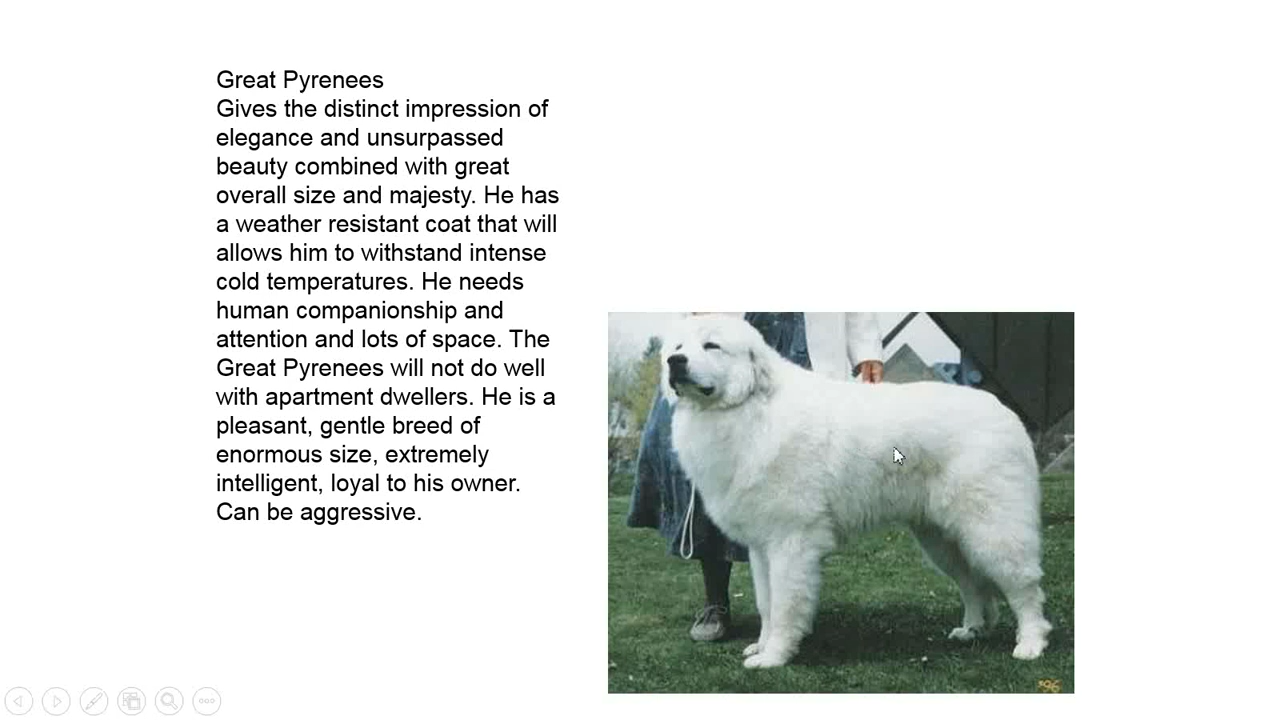 Great Pyrenees
Gives the distinct impression of
elegance and unsurpassed
beauty combined with great
overall size and majesty. He has
a weather resistant coat that will
allows him to withstand intense
cold temperatures. He needs
human companionship and
attention and lots of space. The
Great Pyrenees will not do well
with apartment dwellers. He is a
pleasant, gentle breed of
enormous size, extremely
intelligent, loyal to his owner.
Can be aggressive.
'96